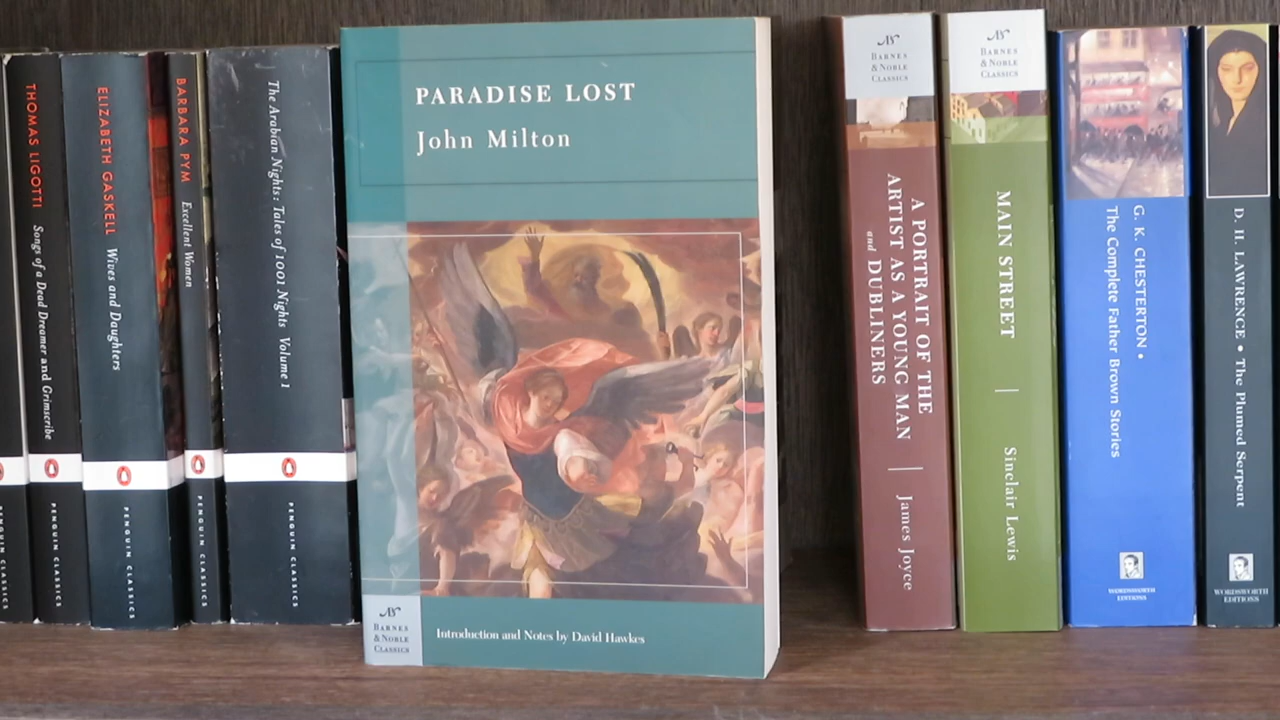 PENGUIN CLASSICS
THOMAS LIGOTTI Songs of a Dead Dreamer and Grimscribe
PENGUIN CLASSICS
ELIZABETH GASKELL Wives and Daughters
PENGUIN CLASSICS
BARBARA PYM Excellent Women
PENGUIN CLASSICS
The Arabian Nights: Tales of 1001 Nights Volume 1
PENGUIN CLASSICS
PARADISE LOST
John Milton
BARNES
& NOBLE
CLASSICS
Introduction and Notes by David Hawkes
BARNES
& NOBLE
CLASSICS
A PORTRAIT OF THE
ARTIST AS A YOUNG MAN
and DUBLINERS
James Joyce
BARNES
& NOBLE
CLASSICS
MAIN STREET
Sinclair Lewis
G. K. CHESTERTON •
The Complete Father Brown Stories
WORDSWORTH
EDITIONS
D. H. LAWRENCE • The Plumed Serpent
WORDSWORTH
EDITIONS